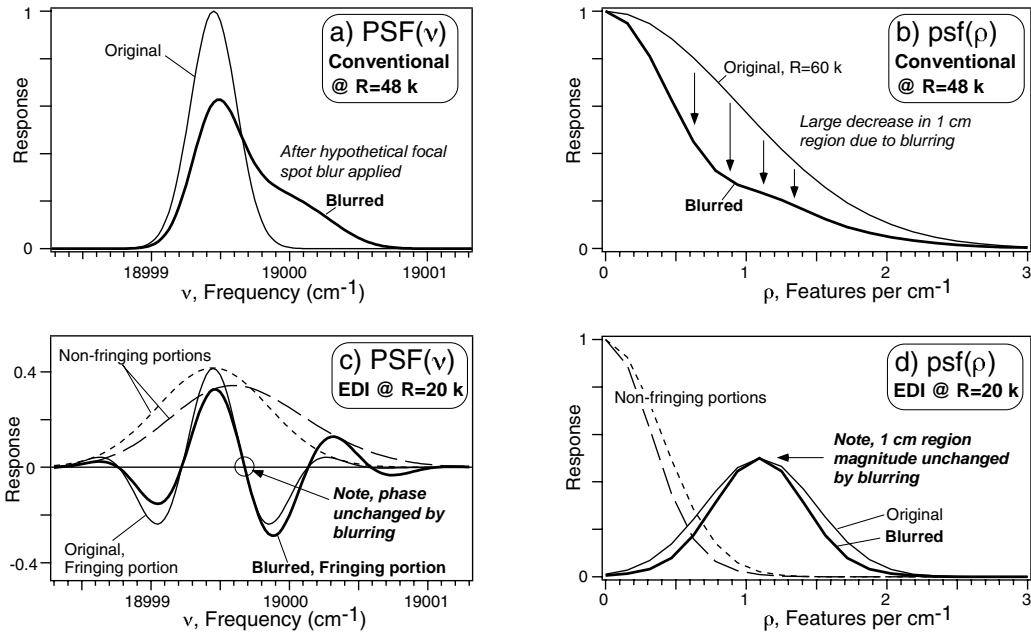 a) PSF(ν)
Conventional
@ R=48 k
Original
After hypothetical focal
spot blur applied
Blurred
Response
1
0
18999
19000
19001
ν, Frequency (cm-1)
b) psf(ρ)
Conventional
@ R=48 k
Original, R=60 k
Large decrease in 1 cm
region due to blurring
Blurred
Response
1
0
0
1
2
3
ρ, Features per cm-1
c) PSF(ν)
EDI @ R=20 k
Non-fringing portions
Note, phase
unchanged by
blurring
Original,
Fringing portion
Blurred, Fringing portion
Response
0.4
0
-0.4
18999
19000
19001
ν, Frequency (cm-1)
d) psf(ρ)
EDI @ R=20 k
Non-fringing portions
Note, 1 cm region
magnitude unchanged
by blurring
Original
Blurred
Response
1
0
0
1
2
3
ρ, Features per cm-1